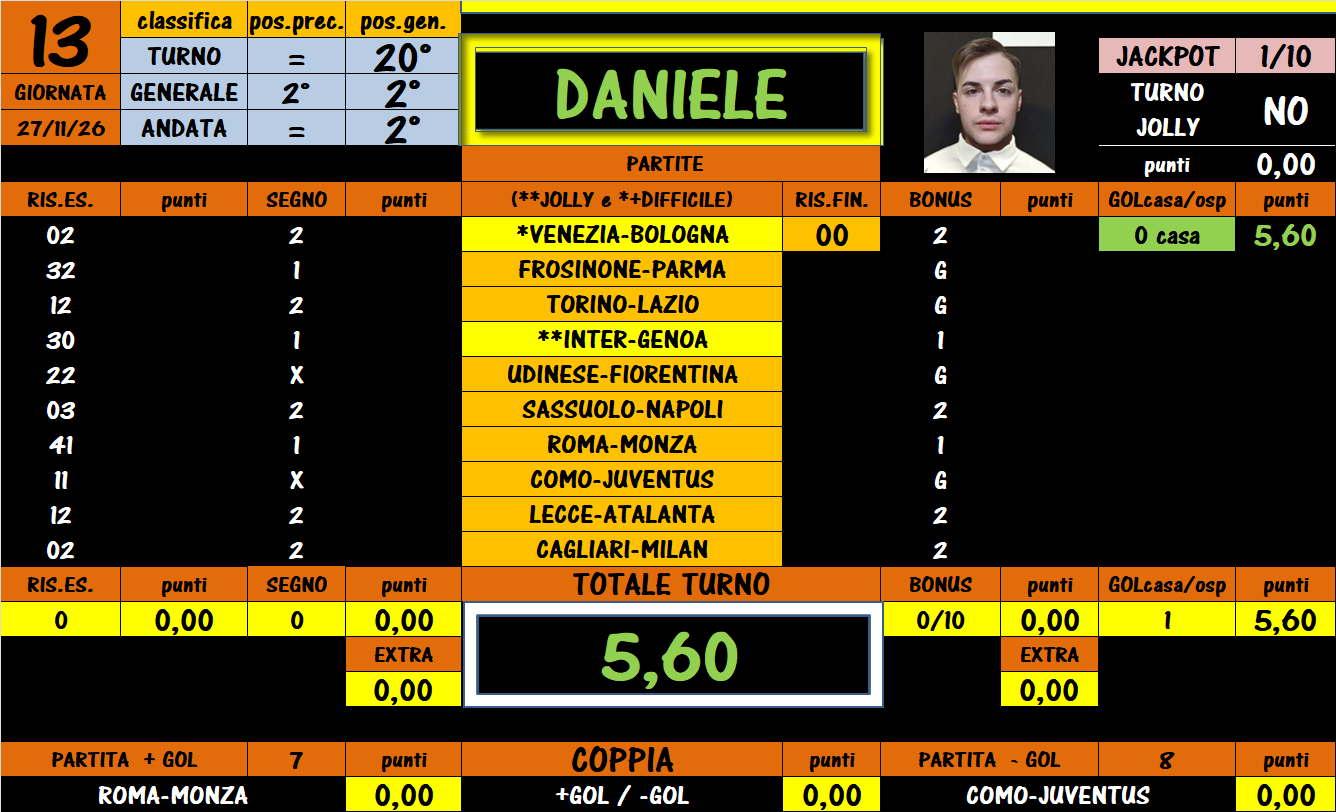 13 classifica pos.prec. pos.gen.
TURNO = 20°
GIORNATA GENERALE 2° 2°
27/11/26 ANDATA = 2°
DANIELE
JACKPOT 1/10
TURNO JOLLY NO
punti 0,00
PARTITE
RIS.ES. punti SEGNO punti (**JOLLY e *+DIFFICILE) RIS.FIN. BONUS punti GOLcasa/osp punti
02 2 *VENEZIA-BOLOGNA 00 2 0 casa 5,60
32 1 FROSINONE-PARMA G
12 2 TORINO-LAZIO G
30 1 **INTER-GENOA 1
22 X UDINESE-FIORENTINA G
03 2 SASSUOLO-NAPOLI 2
41 1 ROMA-MONZA 1
11 X COMO-JUVENTUS G
12 2 LECCE-ATALANTA 2
02 2 CAGLIARI-MILAN 2
RIS.ES. punti SEGNO punti TOTALE TURNO BONUS punti GOLcasa/osp punti
0 0,00 0 0,00 5,60 0/10 0,00 1 5,60
EXTRA EXTRA
0,00 0,00
PARTITA + GOL 7 punti COPPIA punti PARTITA - GOL 8 punti
ROMA-MONZA 0,00 +GOL / -GOL 0,00 COMO-JUVENTUS 0,00